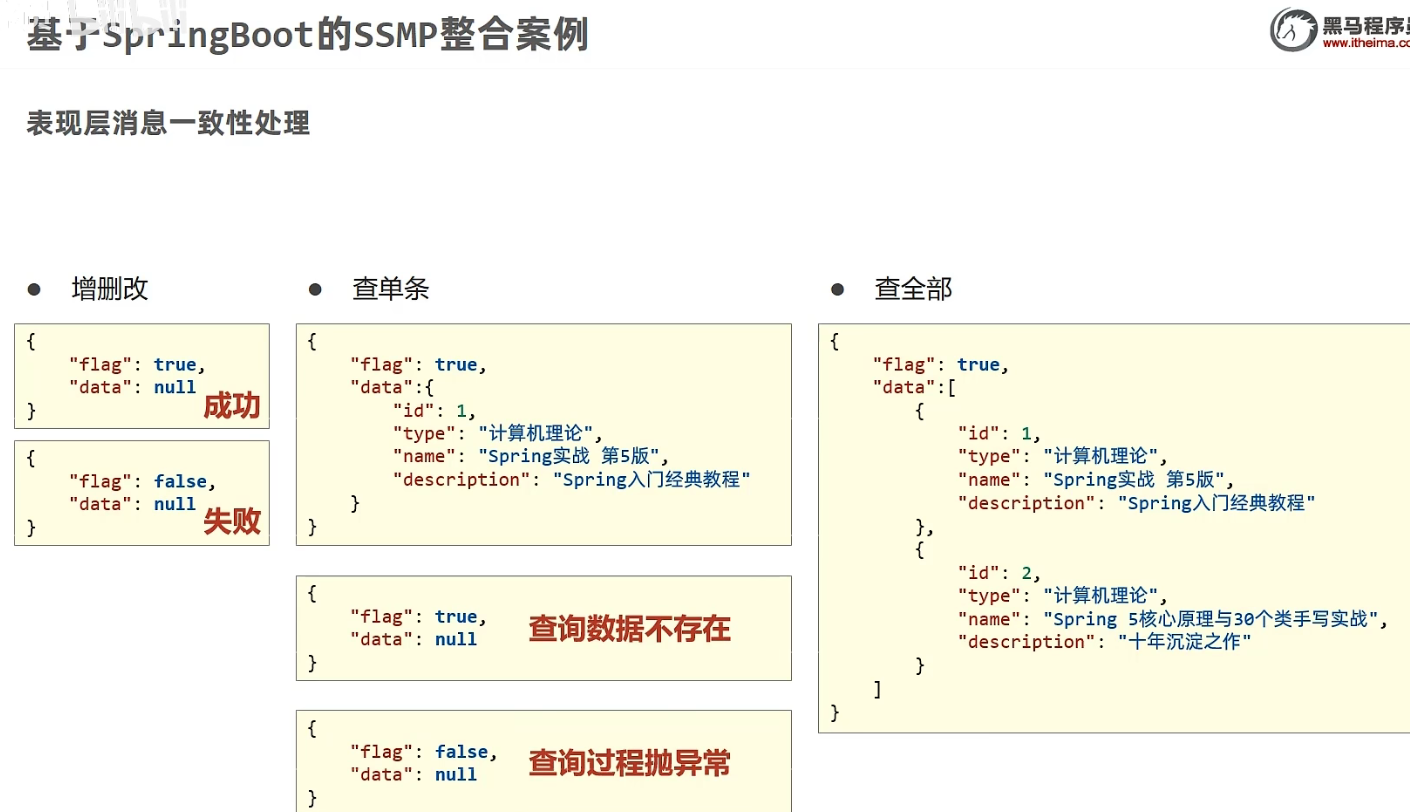 基于SpringBoot的SSMP整合案例
黑马程序员
www.itheima.co
表现层消息一致性处理
● 增删改
{
"flag": true,
"data": null
}
成功
{
"flag": false,
"data": null
}
失败
● 查单条
{
"flag": true,
"data":{
"id": 1,
"type": "计算机理论",
"name": "Spring实战 第5版",
"description": "Spring入门经典教程"
}
}
{
"flag": true,
"data": null
}
查询数据不存在
{
"flag": false,
"data": null
}
查询过程抛异常
● 查全部
{
"flag": true,
"data":[
{
"id": 1,
"type": "计算机理论",
"name": "Spring实战 第5版",
"description": "Spring入门经典教程"
},
{
"id": 2,
"type": "计算机理论",
"name": "Spring 5核心原理与30个类手写实战",
"description": "十年沉淀之作"
}
]
}